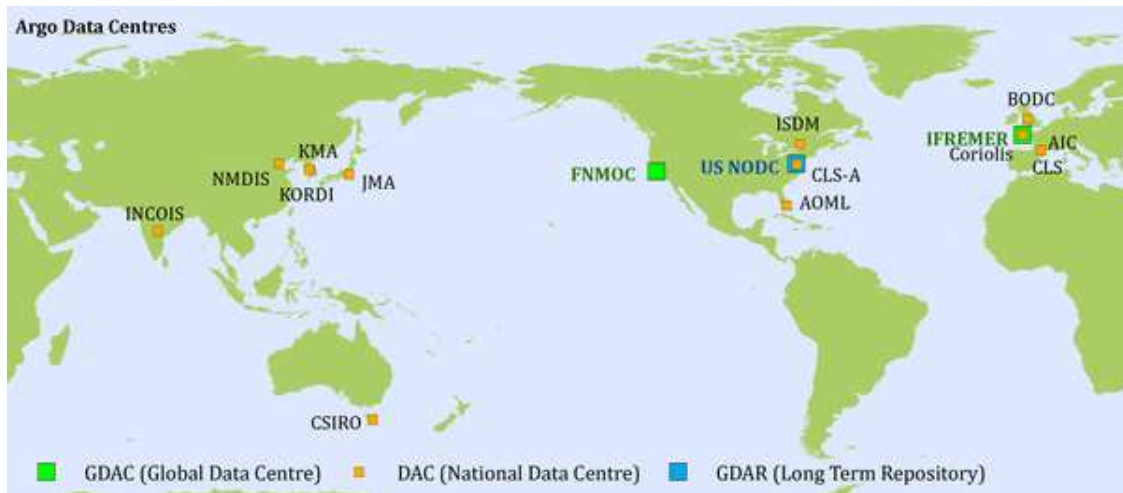 Argo Data Centres
BODC
ISDM
IFREMER
AIC
KMA
Coriolis
NMDIS
FNMOC
US NODC
CLS
JMA
CLS-A
KORDI
AOML
INCOIS
CSIRO
GDAC (Global Data Centre)
DAC (National Data Centre)
GDAR (Long Term Repository)